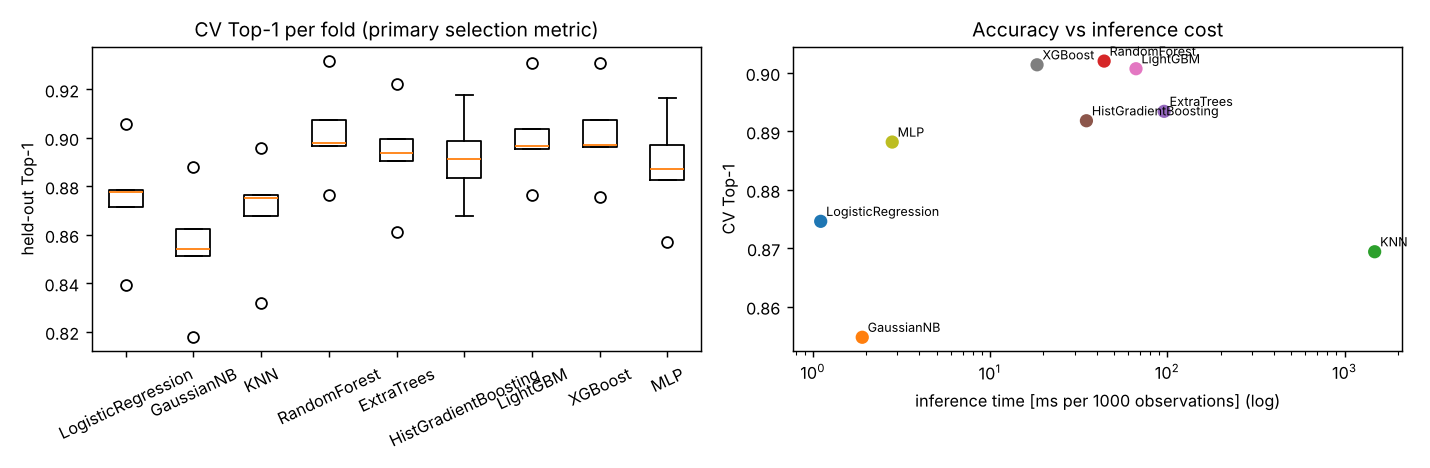 CV Top-1 per fold (primary selection metric)
held-out Top-1
0.92
0.90
0.88
0.86
0.84
0.82
LogisticRegression
GaussianNB
KNN
RandomForest
ExtraTrees
HistGradientBoosting
LightGBM
XGBoost
MLP
Accuracy vs inference cost
CV Top-1
0.90
0.89
0.88
0.87
0.86
XGBoost
RandomForest
LightGBM
ExtraTrees
HistGradientBoosting
MLP
LogisticRegression
KNN
GaussianNB
10⁰
10¹
10²
10³
inference time [ms per 1000 observations] (log)